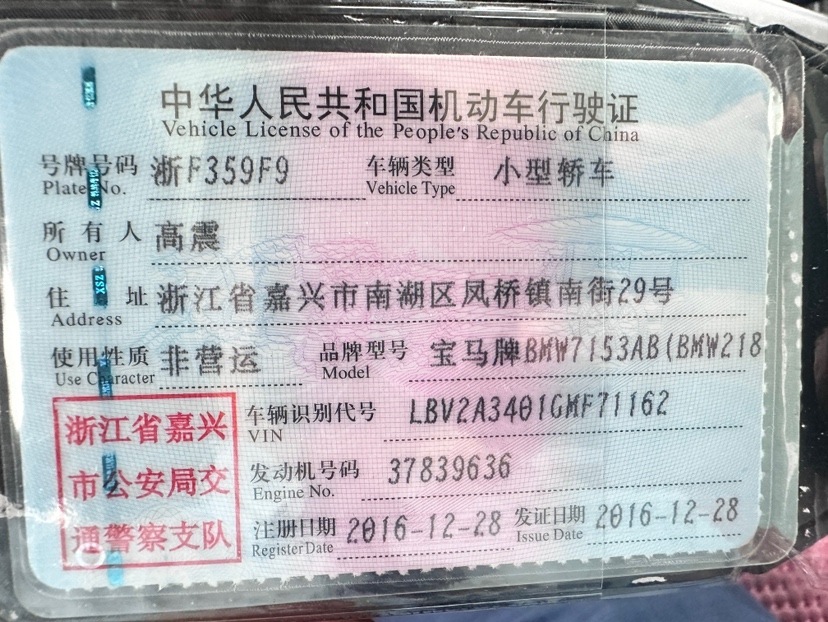 中华人民共和国机动车行驶证
Vehicle License of the People's Republic of China
号牌号码 浙F359F9 车辆类型 小型轿车
Plate No. Vehicle Type
所有人 高震
Owner
住址 浙江省嘉兴市南湖区凤桥镇南街29号
Address
使用性质 非营运 品牌型号 宝马牌BMW7153AB(BMW218
Use Character Model
浙江省嘉兴
市公安局交
通警察支队
车辆识别代号 LBV2A3401GMF71162
VIN
发动机号码 37839636
Engine No.
注册日期 2016-12-28 发证日期 2016-12-28
Register Date Issue Date